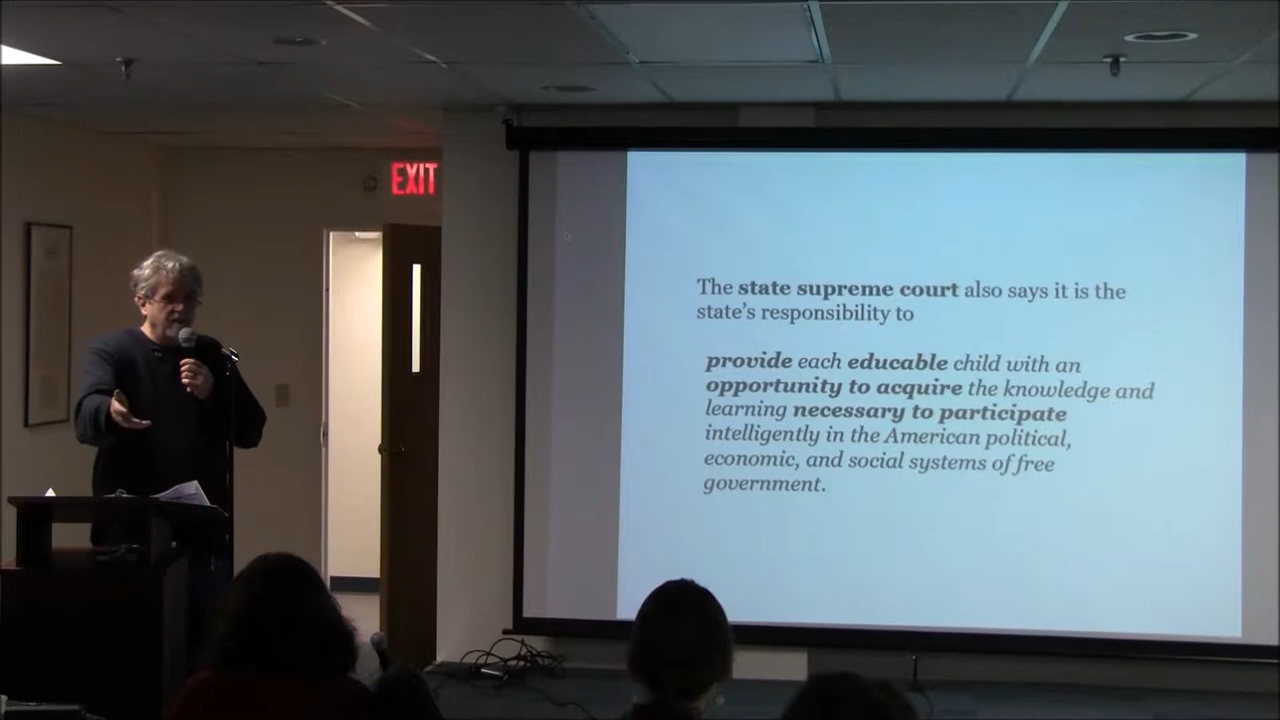 EXIT
The state supreme court also says it is the
state's responsibility to
provide each educable child with an
opportunity to acquire the knowledge and
learning necessary to participate
intelligently in the American political,
economic, and social systems of free
government.